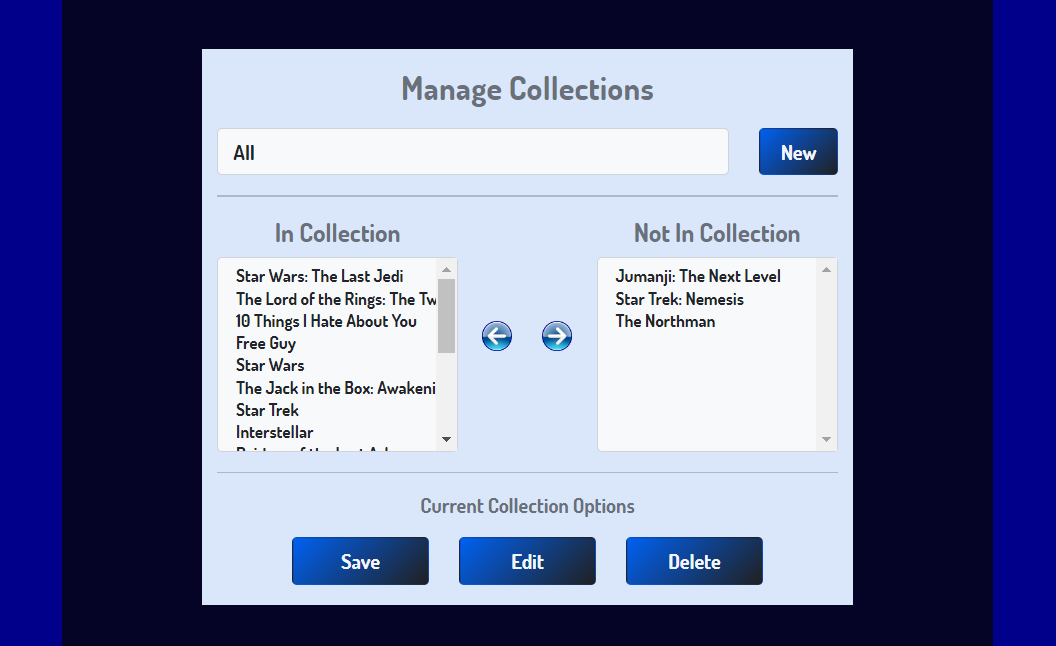 Manage Collections
All
New
In Collection
Not In Collection
Star Wars: The Last Jedi
The Lord of the Rings: The Tw
10 Things I Hate About You
Free Guy
Star Wars
The Jack in the Box: Awakeni
Star Trek
Interstellar
Jumanji: The Next Level
Star Trek: Nemesis
The Northman
Current Collection Options
Save
Edit
Delete